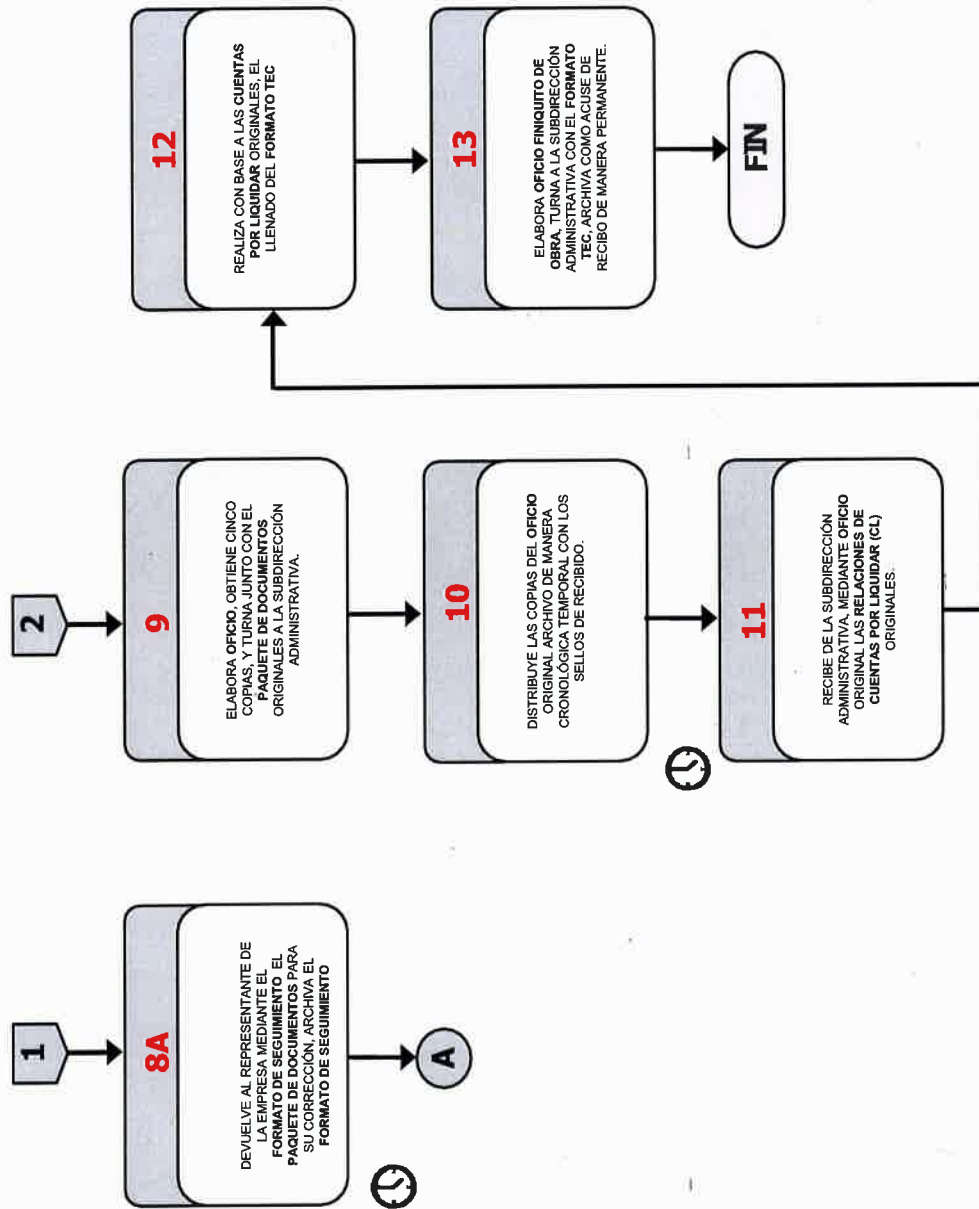 1
8A
DEVUELVE AL REPRESENTANTE DE
LA EMPRESA MEDIANTE EL
FORMATO DE SEGUIMIENTO EL
PAQUETE DE DOCUMENTOS PARA
SU CORRECCIÓN, ARCHIVA EL
FORMATO DE SEGUIMIENTO
A
2
9
ELABORA OFICIO, OBTIENE CINCO
COPIAS, Y TURNA JUNTO CON EL
PAQUETE DE DOCUMENTOS
ORIGINALES A LA SUBDIRECCIÓN
ADMINISTRATIVA.
10
DISTRIBUYE LAS COPIAS DEL OFICIO
ORIGINAL ARCHIVO DE MANERA
CRONOLÓGICA TEMPORAL CON LOS
SELLOS DE RECIBIDO.
11
RECIBE DE LA SUBDIRECCIÓN
ADMINISTRATIVA, MEDIANTE OFICIO
ORIGINAL LAS RELACIONES DE
CUENTAS POR LIQUIDAR (CL)
ORIGINALES.
12
REALIZA CON BASE A LAS CUENTAS
POR LIQUIDAR ORIGINALES, EL
LLENADO DEL FORMATO TEC
13
ELABORA OFICIO FINIQUITO DE
OBRA, TURNA A LA SUBDIRECCIÓN
ADMINISTRATIVA CON EL FORMATO
TEC, ARCHIVA COMO ACUSE DE
RECIBO DE MANERA PERMANENTE.
FIN